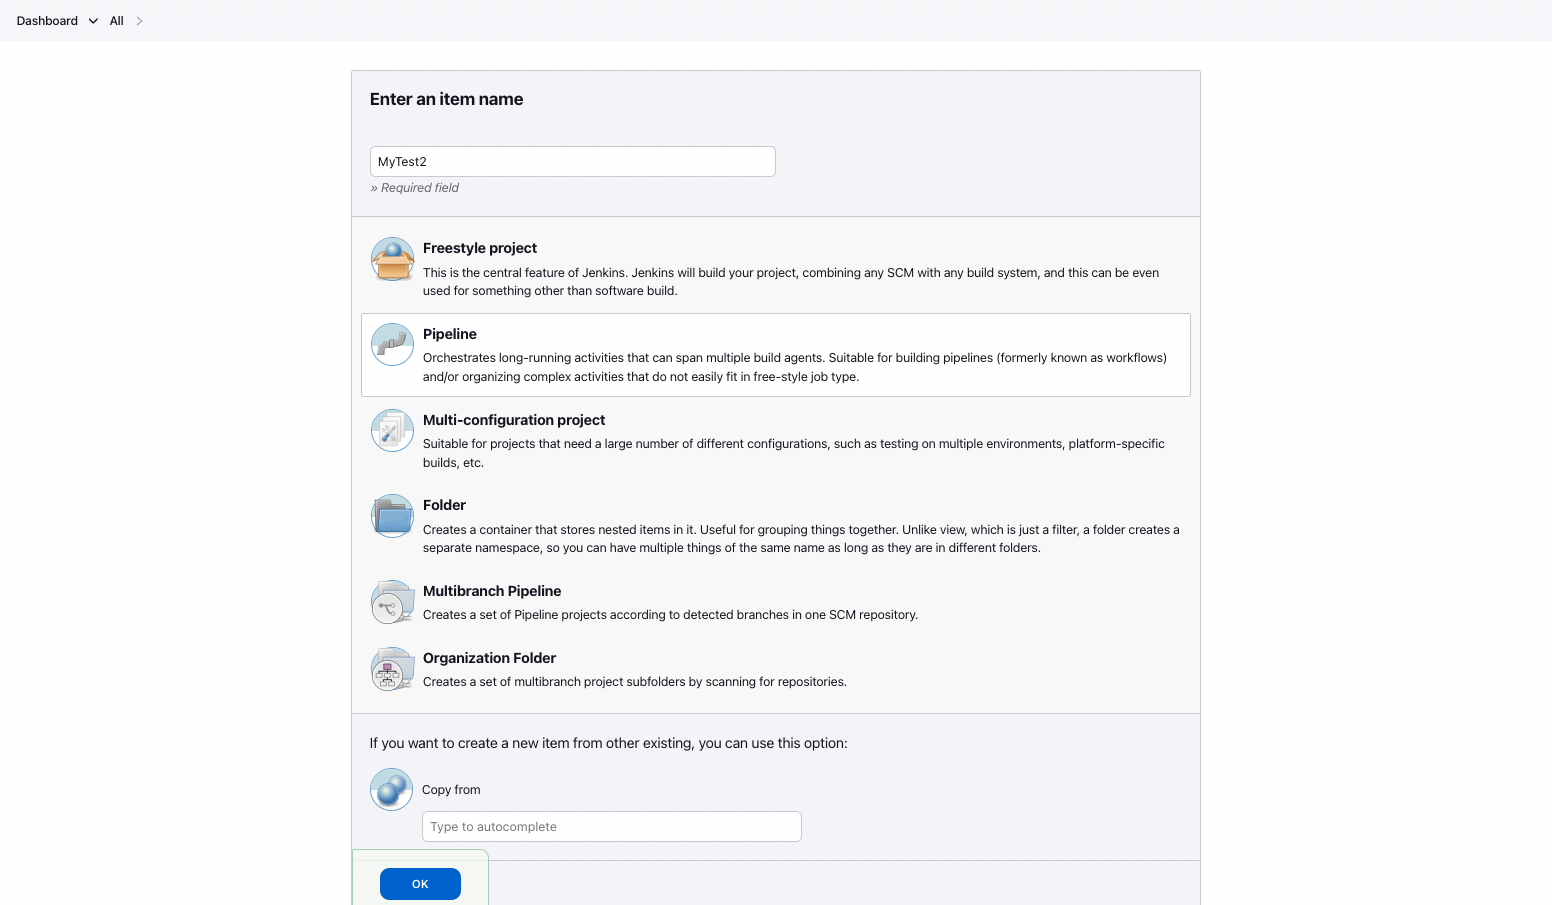 Dashboard All
Enter an item name
MyTest2
» Required field
Freestyle project
This is the central feature of Jenkins. Jenkins will build your project, combining any SCM with any build system, and this can be even
used for something other than software build.
Pipeline
Orchestrates long-running activities that can span multiple build agents. Suitable for building pipelines (formerly known as workflows)
and/or organizing complex activities that do not easily fit in free-style job type.
Multi-configuration project
Suitable for projects that need a large number of different configurations, such as testing on multiple environments, platform-specific
builds, etc.
Folder
Creates a container that stores nested items in it. Useful for grouping things together. Unlike view, which is just a filter, a folder creates a
separate namespace, so you can have multiple things of the same name as long as they are in different folders.
Multibranch Pipeline
Creates a set of Pipeline projects according to detected branches in one SCM repository.
Organization Folder
Creates a set of multibranch project subfolders by scanning for repositories.
If you want to create a new item from other existing, you can use this option:
Copy from
Type to autocomplete
OK